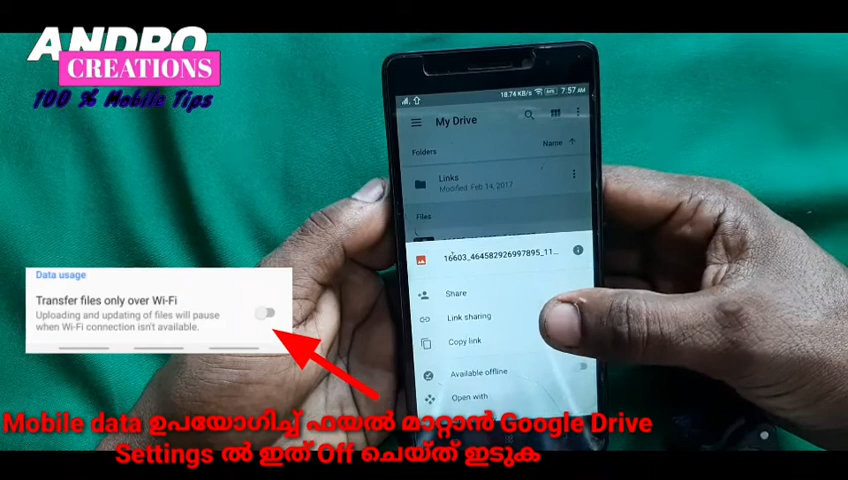 ANDRO
CREATIONS
100 % Mobile Tips
18.74 KB/s 7:57 AM
My Drive
Folders
Name
Links
Modified Feb 14, 2017
Files
16603_464582926997895_11...
Share
Link sharing
Copy link
Available offline
Open with
Data usage
Transfer files only over Wi-Fi
Uploading and updating of files will pause
when Wi-Fi connection isn't available.
Mobile data ഉപയോഗിച്ച് ഫയൽ മാറ്റാൻ Google Drive
Settings ൽ ഇത് Off ചെയ്ത് ഇടുക